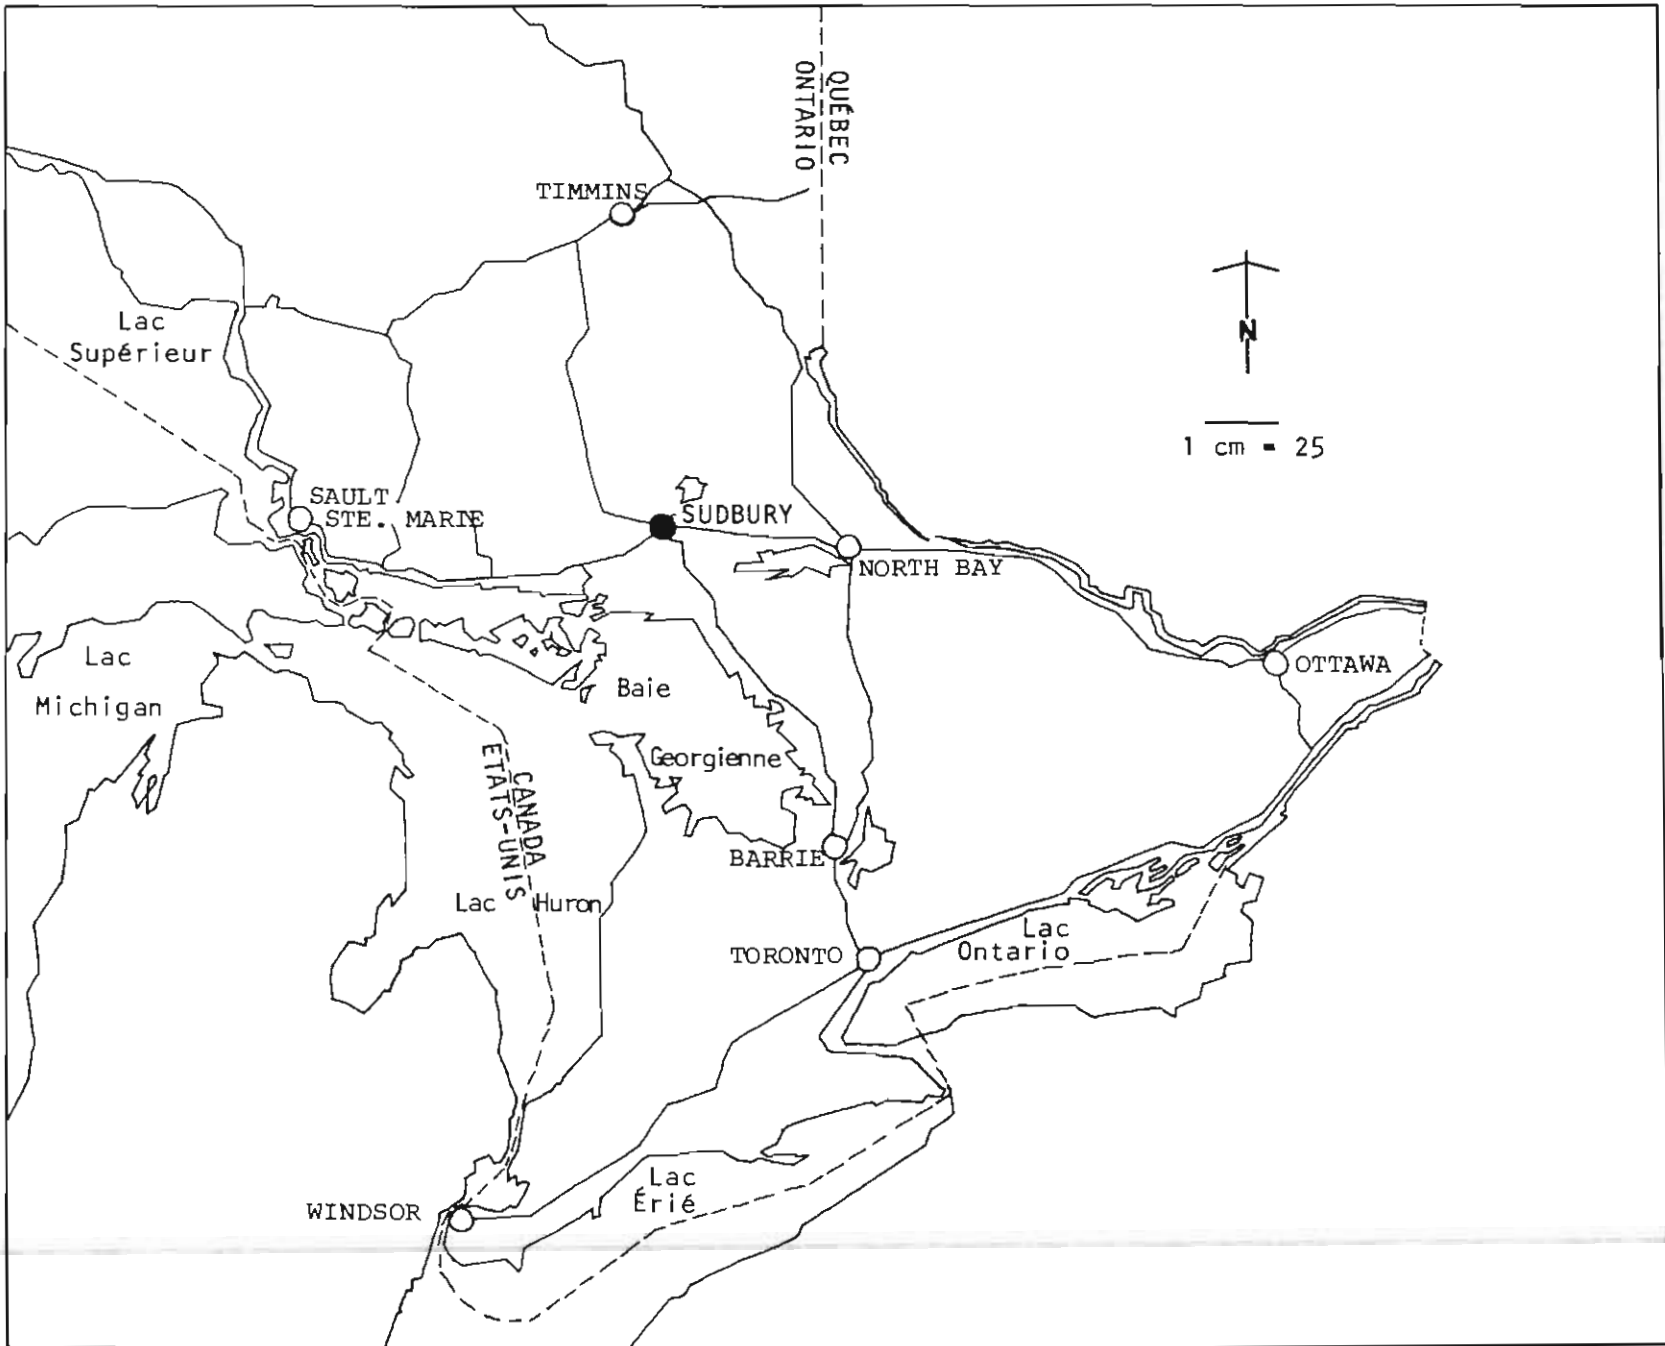 QUÉBEC
ONTARIO
TIMMINS
N
Lac
Supérieur
1 cm = 25
SAULT
STE. MARIE
SUDBURY
NORTH BAY
OTTAWA
Lac
Michigan
Baie
Georgienne
CANADA
ETATS-UNIS
BARRIE
Lac Huron
Lac
Ontario
TORONTO
Lac
Érié
WINDSOR